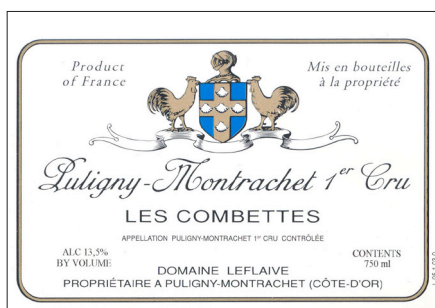 Product
of France
Mis en bouteilles
à la propriété
Puligny-Montrachet 1er Cru
LES COMBETTES
APPELLATION PULIGNY-MONTRACHET 1er CRU CONTRÔLÉE
ALC 13,5%
BY VOLUME
CONTENTS
750 ml
DOMAINE LEFLAIVE
PROPRIÉTAIRE A PULIGNY-MONTRACHET (CÔTE-D'OR)